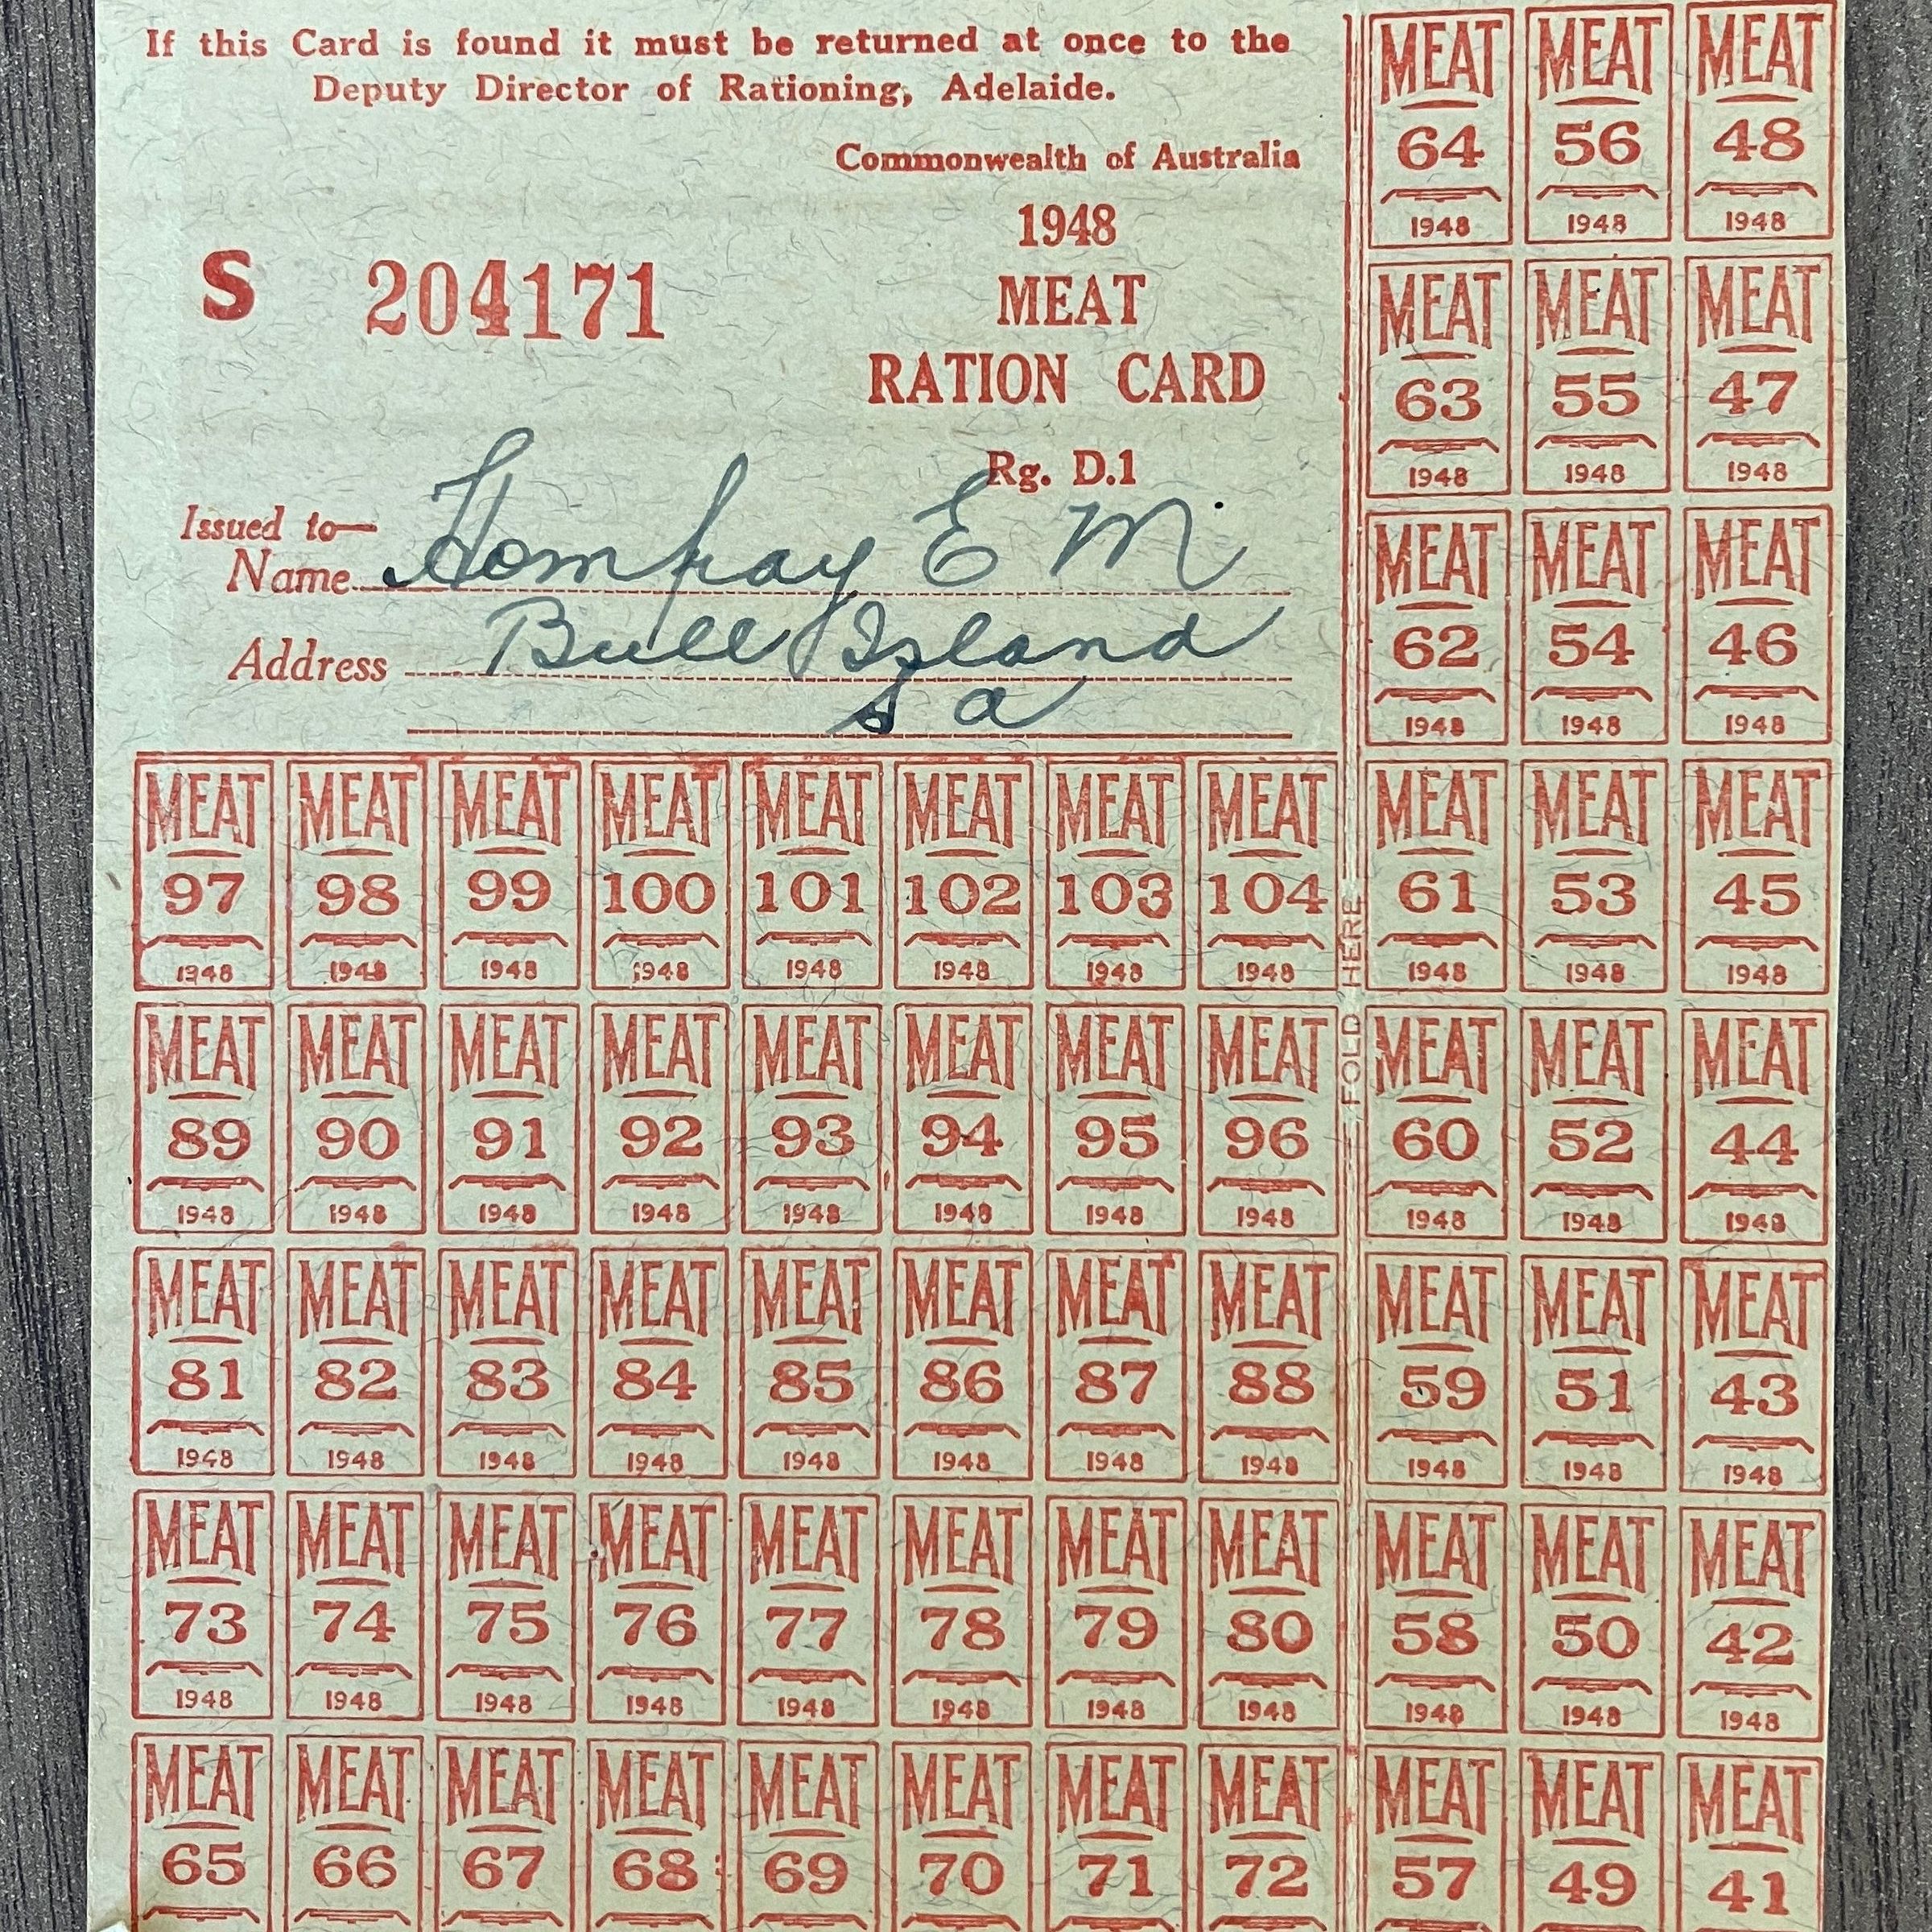 If this Card is found it must be returned at once to the
Deputy Director of Rationing, Adelaide.
Commonwealth of Australia
1948
MEAT
RATION CARD
S 204171
Rg. D.1
Issued to—
Name Hompay E M
Address Bull Island
S a
MEAT MEAT MEAT
64 56 48
1948 1948 1948
MEAT MEAT MEAT
63 55 47
1948 1948 1948
MEAT MEAT MEAT
62 54 46
1948 1948 1948
FOLD HERE
MEAT MEAT MEAT MEAT MEAT MEAT MEAT MEAT MEAT MEAT MEAT
97 98 99 100 101 102 103 104 61 53 45
1948 1948 1948 1948 1948 1948 1948 1948 1948 1948 1948
MEAT MEAT MEAT MEAT MEAT MEAT MEAT MEAT MEAT MEAT MEAT
89 90 91 92 93 94 95 96 60 52 44
1948 1948 1948 1948 1948 1948 1948 1948 1948 1948 1948
MEAT MEAT MEAT MEAT MEAT MEAT MEAT MEAT MEAT MEAT MEAT
81 82 83 84 85 86 87 88 59 51 43
1948 1948 1948 1948 1948 1948 1948 1948 1948 1948 1948
MEAT MEAT MEAT MEAT MEAT MEAT MEAT MEAT MEAT MEAT MEAT
73 74 75 76 77 78 79 80 58 50 42
1948 1948 1948 1948 1948 1948 1948 1948 1948 1948 1948
MEAT MEAT MEAT MEAT MEAT MEAT MEAT MEAT MEAT MEAT MEAT
65 66 67 68 69 70 71 72 57 49 41